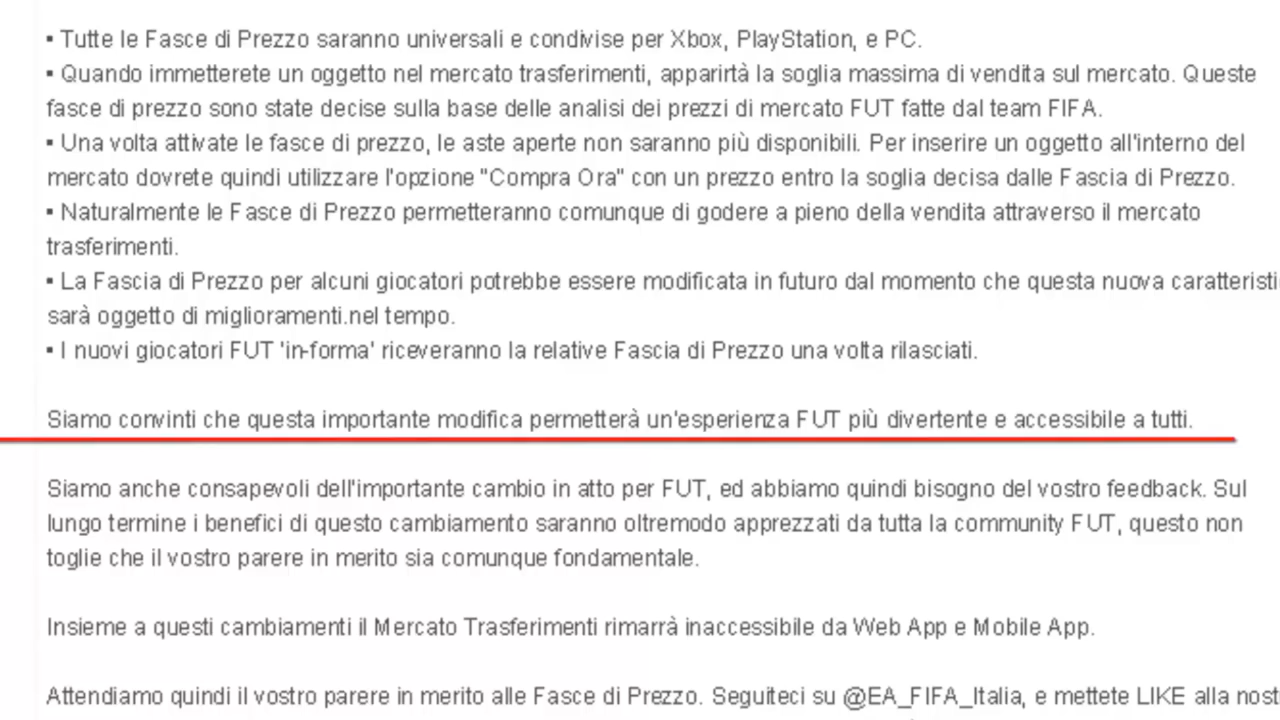 ▪ Tutte le Fasce di Prezzo saranno universali e condivise per Xbox, PlayStation, e PC.
▪ Quando immetterete un oggetto nel mercato trasferimenti, apparirtà la soglia massima di vendita sul mercato. Queste
fasce di prezzo sono state decise sulla base delle analisi dei prezzi di mercato FUT fatte dal team FIFA.
▪ Una volta attivate le fasce di prezzo, le aste aperte non saranno più disponibili. Per inserire un oggetto all'interno del
mercato dovrete quindi utilizzare l'opzione "Compra Ora" con un prezzo entro la soglia decisa dalle Fascia di Prezzo.
▪ Naturalmente le Fasce di Prezzo permetteranno comunque di godere a pieno della vendita attraverso il mercato
trasferimenti.
▪ La Fascia di Prezzo per alcuni giocatori potrebbe essere modificata in futuro dal momento che questa nuova caratteristi
sarà oggetto di miglioramenti.nel tempo.
▪ I nuovi giocatori FUT 'in-forma' riceveranno la relative Fascia di Prezzo una volta rilasciati.
Siamo convinti che questa importante modifica permetterà un'esperienza FUT più divertente e accessibile a tutti.
Siamo anche consapevoli dell'importante cambio in atto per FUT, ed abbiamo quindi bisogno del vostro feedback. Sul
lungo termine i benefici di questo cambiamento saranno oltremodo apprezzati da tutta la community FUT, questo non
toglie che il vostro parere in merito sia comunque fondamentale.
Insieme a questi cambiamenti il Mercato Trasferimenti rimarrà inaccessibile da Web App e Mobile App.
Attendiamo quindi il vostro parere in merito alle Fasce di Prezzo. Seguiteci su @EA_FIFA_Italia, e mettete LIKE alla nost